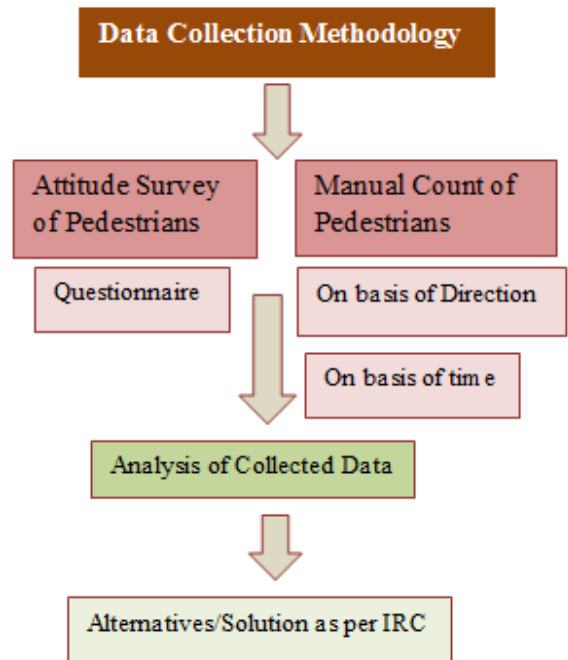 Data Collection Methodology
Attitude Survey
of Pedestrians
Manual Count of
Pedestrians
Questionnaire
On basis of Direction
On basis of time
Analysis of Collected Data
Alternatives/Solution as per IRC